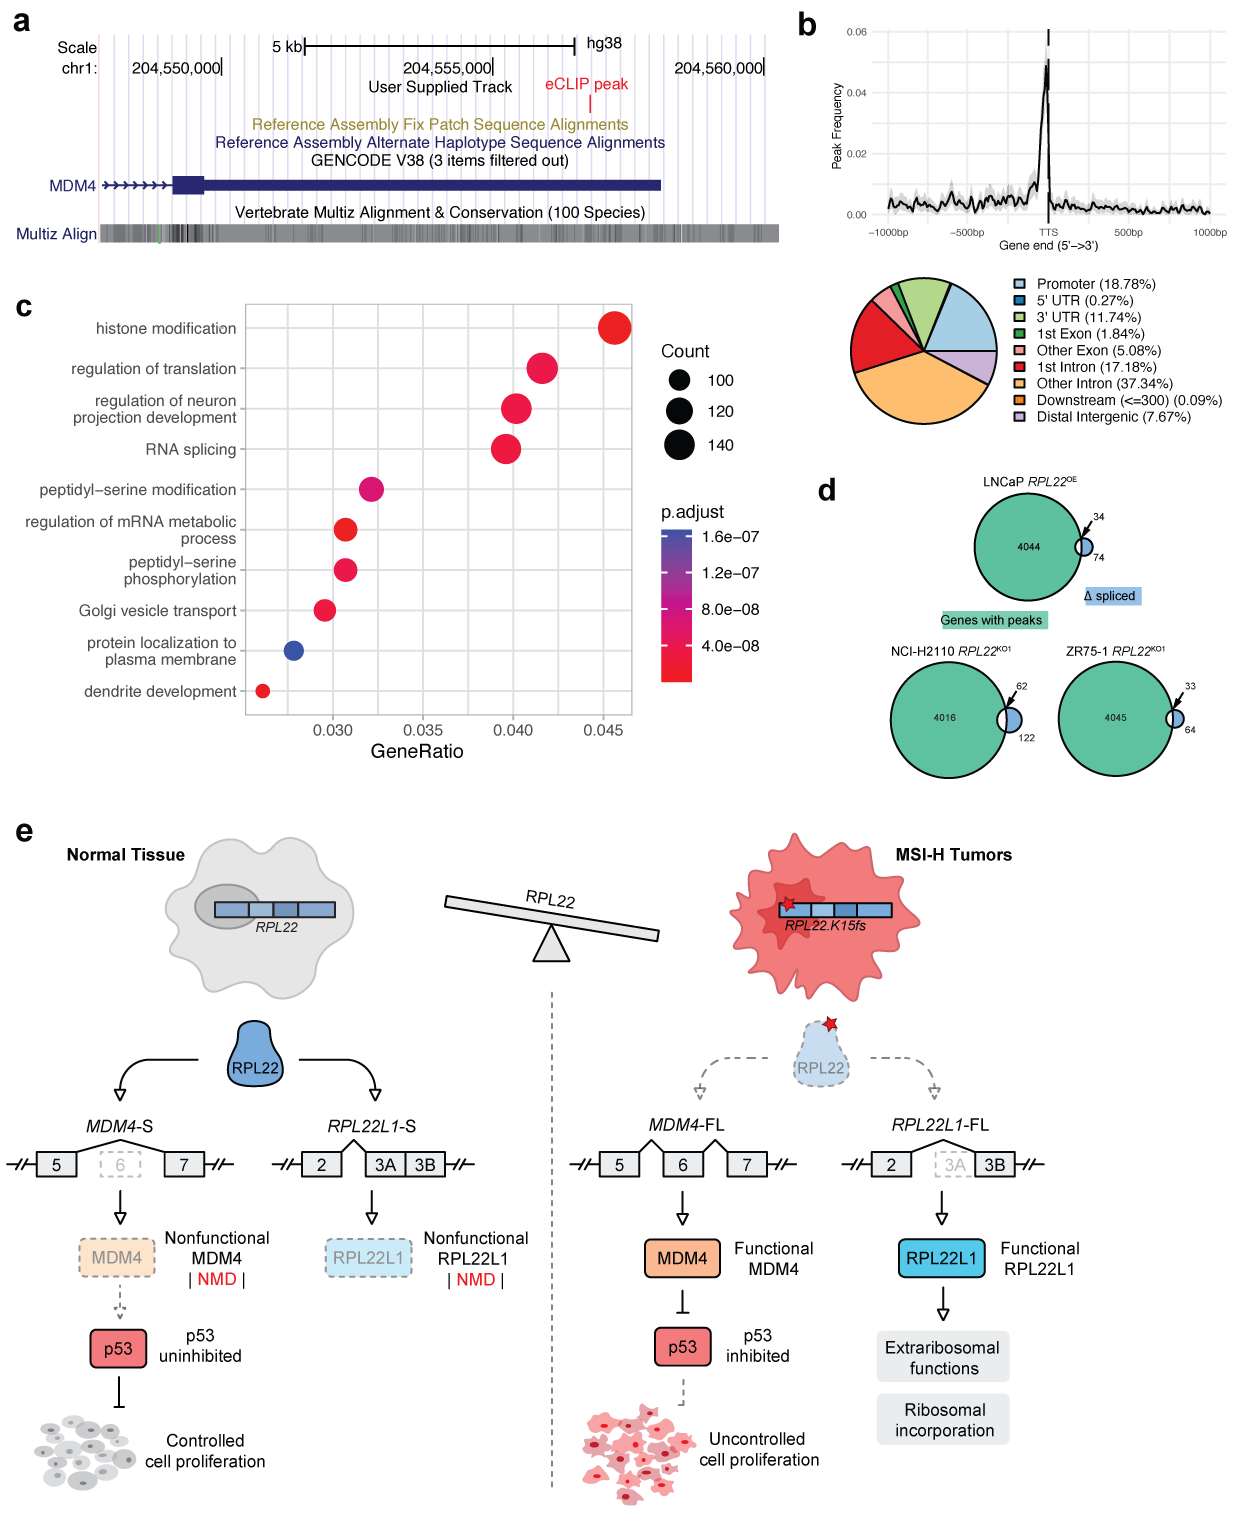 a
Scale
5 kb
hg38
chr1:
204,550,000
204,555,000
204,560,000
User Supplied Track
eCLIP peak
Reference Assembly Fix Patch Sequence Alignments
Reference Assembly Alternate Haplotype Sequence Alignments
GENCODE V38 (3 items filtered out)
MDM4
Vertebrate Multiz Alignment & Conservation (100 Species)
Multiz Align
b
Peak Frequency
0.06
0.04
0.02
0.00
−1000bp
−500bp
TTS
500bp
1000bp
Gene end (5'−>3')
Promoter (18.78%)
5' UTR (0.27%)
3' UTR (11.74%)
1st Exon (1.84%)
Other Exon (5.08%)
1st Intron (17.18%)
Other Intron (37.34%)
Downstream (<=300) (0.09%)
Distal Intergenic (7.67%)
c
histone modification
regulation of translation
regulation of neuron
projection development
RNA splicing
peptidyl−serine modification
regulation of mRNA metabolic
process
peptidyl−serine
phosphorylation
Golgi vesicle transport
protein localization to
plasma membrane
dendrite development
0.030
0.035
0.040
0.045
GeneRatio
Count
100
120
140
p.adjust
1.6e−07
1.2e−07
8.0e−08
4.0e−08
d
LNCaP RPL22OE
34
4044
74
Δ spliced
Genes with peaks
NCI-H2110 RPL22KO1
62
4016
122
ZR75-1 RPL22KO1
33
4045
64
e
Normal Tissue
RPL22
RPL22
MSI-H Tumors
RPL22.K15fs
RPL22
RPL22
MDM4-S
5
6
7
RPL22L1-S
2
3A
3B
MDM4-FL
5
6
7
RPL22L1-FL
2
3A
3B
MDM4
Nonfunctional
MDM4
| NMD |
RPL22L1
Nonfunctional
RPL22L1
| NMD |
MDM4
Functional
MDM4
RPL22L1
Functional
RPL22L1
p53
p53
uninhibited
p53
p53
inhibited
Extraribosomal
functions
Ribosomal
incorporation
Controlled
cell proliferation
Uncontrolled
cell proliferation